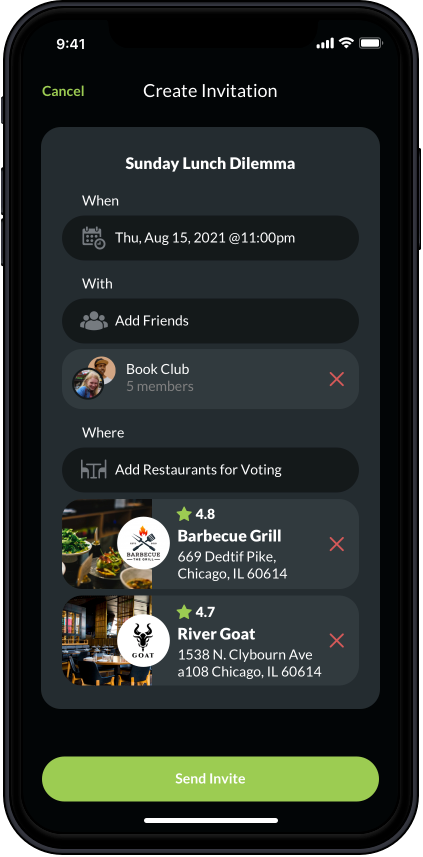 9:41
Cancel
Create Invitation
Sunday Lunch Dilemma
When
Thu, Aug 15, 2021 @11:00pm
With
Add Friends
Book Club
5 members
Where
Add Restaurants for Voting
4.8
Barbecue Grill
669 Dedtif Pike,
Chicago, IL 60614
BARBECUE
THE GRILL
4.7
River Goat
1538 N. Clybourn Ave
a108 Chicago, IL 60614
GOAT
Send Invite